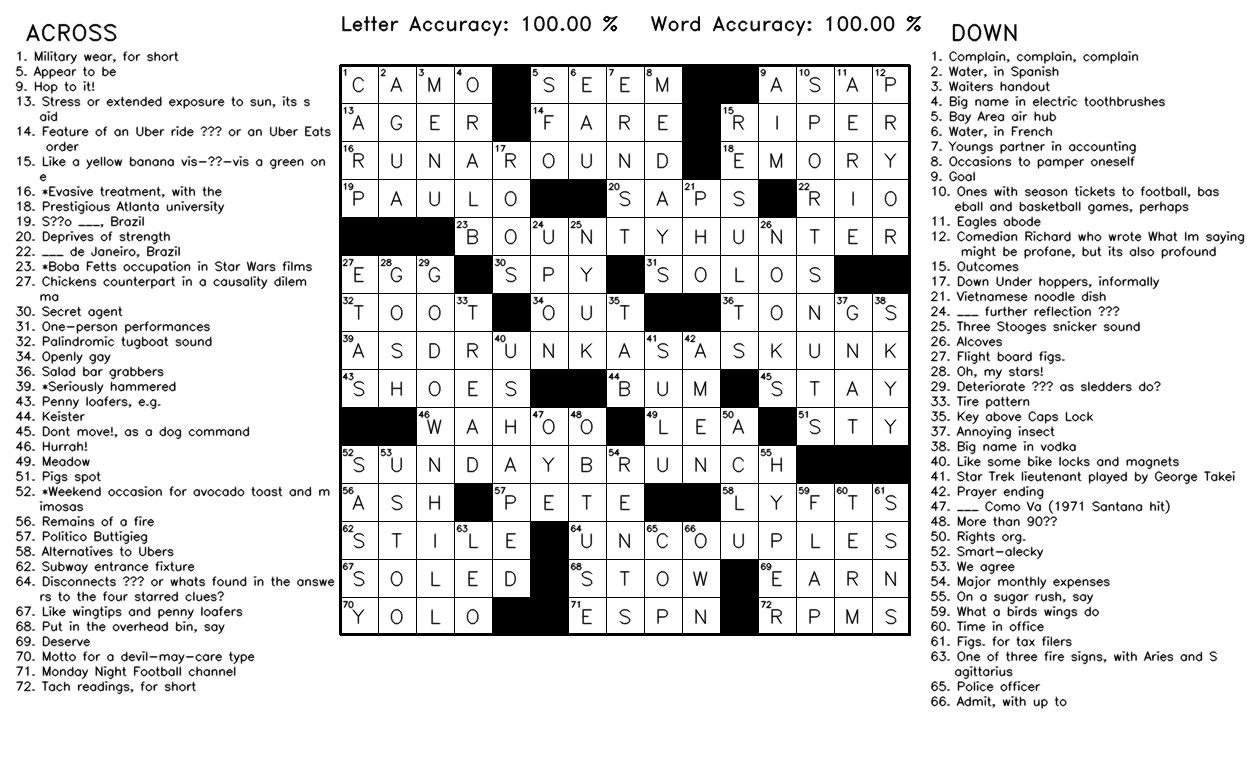 Letter Accuracy: 100.00 %    Word Accuracy: 100.00 %
ACROSS
1. Military wear, for short
5. Appear to be
9. Hop to it!
13. Stress or extended exposure to sun, its s
aid
14. Feature of an Uber ride ??? or an Uber Eats
order
15. Like a yellow banana vis-??-vis a green on
e
16. *Evasive treatment, with the
18. Prestigious Atlanta university
19. S??o ___, Brazil
20. Deprives of strength
22. ___ de Janeiro, Brazil
23. *Boba Fetts occupation in Star Wars films
27. Chickens counterpart in a causality dilem
ma
30. Secret agent
31. One-person performances
32. Palindromic tugboat sound
34. Openly gay
36. Salad bar grabbers
39. *Seriously hammered
43. Penny loafers, e.g.
44. Keister
45. Dont move!, as a dog command
46. Hurrah!
49. Meadow
51. Pigs spot
52. *Weekend occasion for avocado toast and m
imosas
56. Remains of a fire
57. Politico Buttigieg
58. Alternatives to Ubers
62. Subway entrance fixture
64. Disconnects ??? or whats found in the answe
rs to the four starred clues?
67. Like wingtips and penny loafers
68. Put in the overhead bin, say
69. Deserve
70. Motto for a devil-may-care type
71. Monday Night Football channel
72. Tach readings, for short
1 C 2 A 3 M 4 O 5 S 6 E 7 E 8 M 9 A 10 S 11 A 12 P
13 A G E R 14 F A R E 15 R I P E R
16 R U N A 17 R O U N D 18 E M O R Y
19 P A U L O 20 S A 21 P S 22 R I O
23 B O 24 U 25 N T Y H U 26 N T E R
27 E 28 G 29 G 30 S P Y 31 S O L O S
32 T O O 33 T 34 O U 35 T 36 T O N 37 G 38 S
39 A S D R 40 U N K A 41 S 42 A S K U N K
43 S H O E S 44 B U M 45 S T A Y
46 W A H 47 O 48 O 49 L E 50 A 51 S T Y
52 S 53 U N D A Y B 54 R U N C 55 H
56 A S H 57 P E T E 58 L Y 59 F 60 T 61 S
62 S T I 63 L E 64 U N 65 C 66 O U P L E S
67 S O L E D 68 S T O W 69 E A R N
70 Y O L O 71 E S P N 72 R P M S
DOWN
1. Complain, complain, complain
2. Water, in Spanish
3. Waiters handout
4. Big name in electric toothbrushes
5. Bay Area air hub
6. Water, in French
7. Youngs partner in accounting
8. Occasions to pamper oneself
9. Goal
10. Ones with season tickets to football, bas
eball and basketball games, perhaps
11. Eagles abode
12. Comedian Richard who wrote What Im saying
might be profane, but its also profound
15. Outcomes
17. Down Under hoppers, informally
21. Vietnamese noodle dish
24. ___ further reflection ???
25. Three Stooges snicker sound
26. Alcoves
27. Flight board figs.
28. Oh, my stars!
29. Deteriorate ??? as sledders do?
33. Tire pattern
35. Key above Caps Lock
37. Annoying insect
38. Big name in vodka
40. Like some bike locks and magnets
41. Star Trek lieutenant played by George Takei
42. Prayer ending
47. ___ Como Va (1971 Santana hit)
48. More than 90??
50. Rights org.
52. Smart-alecky
53. We agree
54. Major monthly expenses
55. On a sugar rush, say
59. What a birds wings do
60. Time in office
61. Figs. for tax filers
63. One of three fire signs, with Aries and S
agittarius
65. Police officer
66. Admit, with up to